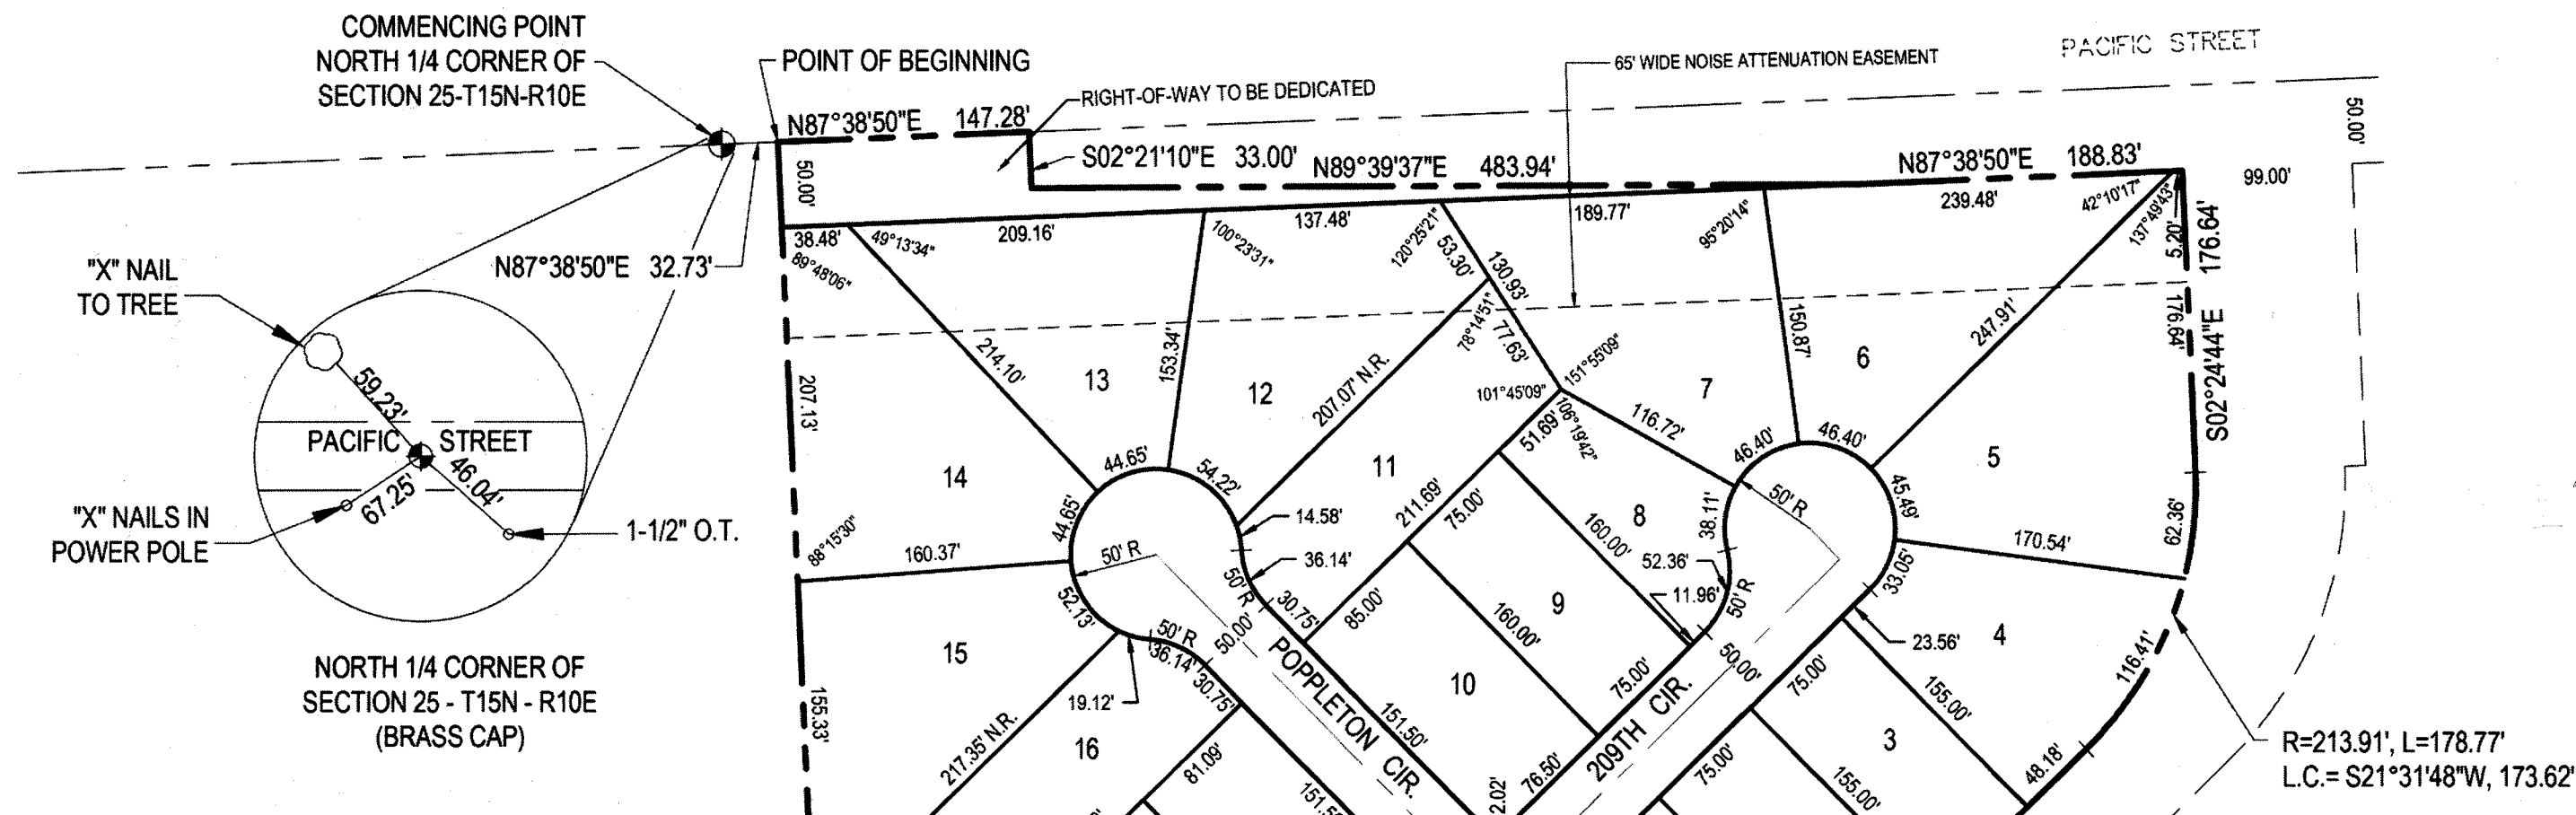 COMMENCING POINT
NORTH 1/4 CORNER OF
SECTION 25-T15N-R10E
POINT OF BEGINNING
65' WIDE NOISE ATTENUATION EASEMENT
PACIFIC STREET
RIGHT-OF-WAY TO BE DEDICATED
N87°38'50"E 147.28'
50.00'
S02°21'10"E 33.00'
N89°39'37"E 483.94'
N87°38'50"E 188.83'
99.00'
50.00'
38.48'
49°13'34"
209.16'
100°23'31"
137.48'
120°25'21"
189.77'
95°20'14"
239.48'
42°10'17"
137°49'43"
5.20'
176.64'
89°48'06"
N87°38'50"E 32.73'
53.30'
130.93'
"X" NAIL
TO TREE
59.23'
PACIFIC STREET
46.04'
67.25'
"X" NAILS IN
POWER POLE
1-1/2" O.T.
NORTH 1/4 CORNER OF
SECTION 25 - T15N - R10E
(BRASS CAP)
207.13'
214.10'
13
153.34'
12
207.07' N.R.
78°14'51"
77.63'
151°55'09"
101°45'09"
106°19'42"
7
150.87'
6
247.91'
176.64'
S02°24'44"E
51.69'
116.72'
46.40'
46.40'
5
45.49'
14
44.65'
44.65'
54.22'
11
211.69'
75.00'
8
38.11'
50' R
62.36'
170.54'
14.58'
160.00'
88°15'30"
160.37'
50' R
36.14'
52.36'
33.05'
52.13'
50' R
30.75'
85.00'
9
11.96'
50' R
15
50' R
36.14'
50.00'
160.00'
50.00'
23.56'
4
116.41'
19.12'
30.75'
POPPLETON CIR.
10
75.00'
75.00'
155.00'
155.33'
217.35' N.R.
16
81.09'
151.50'
209TH CIR.
3
76.50'
75.00'
155.00'
48.18'
2.02'
R=213.91', L=178.77'
L.C.= S21°31'48"W, 173.62'